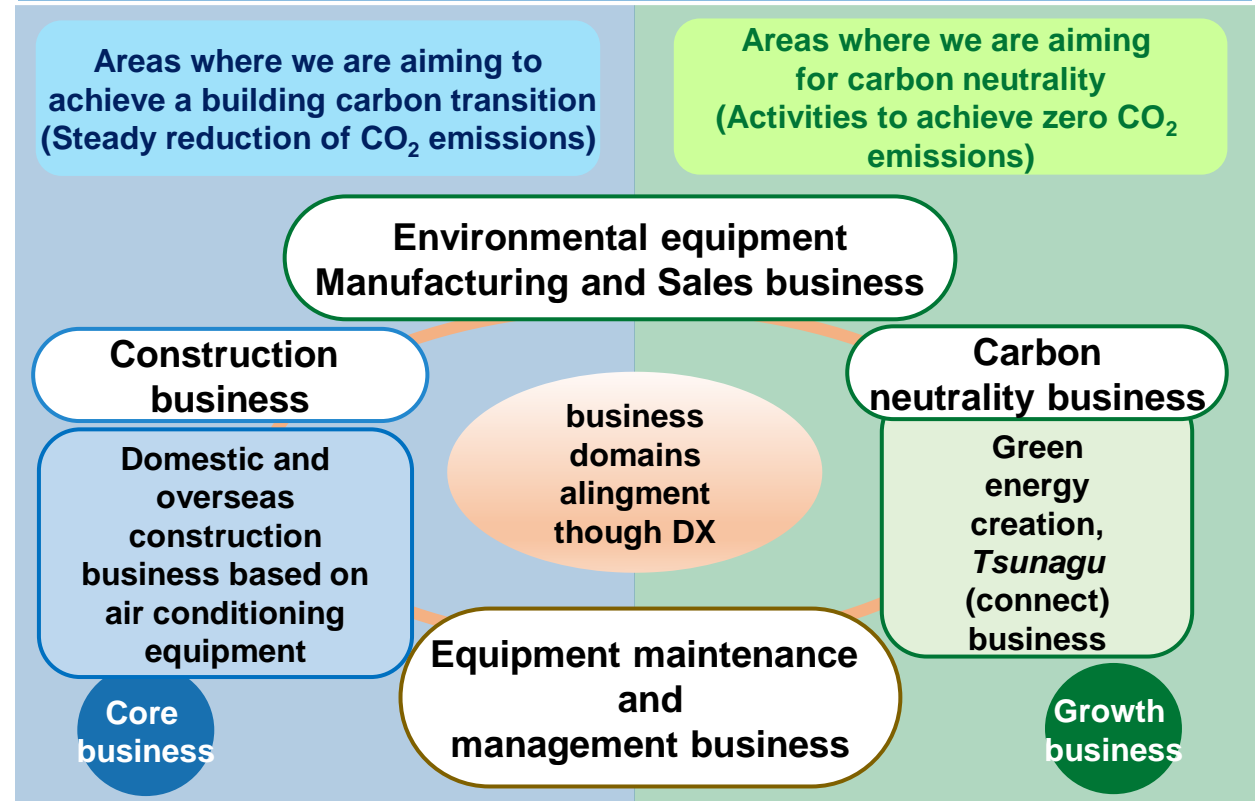 Areas where we are aiming to
achieve a building carbon transition
(Steady reduction of CO₂ emissions)
Areas where we are aiming
for carbon neutrality
(Activities to achieve zero CO₂
emissions)
Environmental equipment
Manufacturing and Sales business
Construction
business
Domestic and
overseas
construction
business based on
air conditioning
equipment
Core
business
business
domains
alingment
though DX
Carbon
neutrality business
Green
energy
creation,
Tsunagu
(connect)
business
Growth
business
Equipment maintenance
and
management business